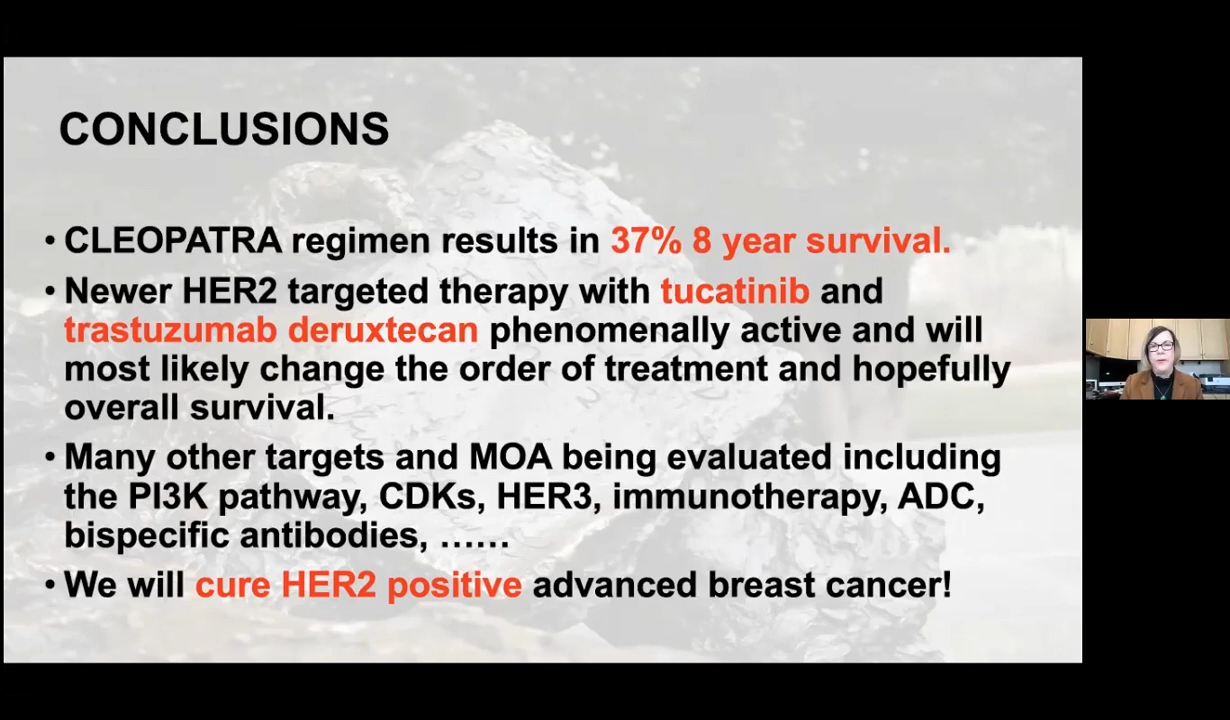 CONCLUSIONS
• CLEOPATRA regimen results in 37% 8 year survival.
• Newer HER2 targeted therapy with tucatinib and
trastuzumab deruxtecan phenomenally active and will
most likely change the order of treatment and hopefully
overall survival.
• Many other targets and MOA being evaluated including
the PI3K pathway, CDKs, HER3, immunotherapy, ADC,
bispecific antibodies, ......
• We will cure HER2 positive advanced breast cancer!